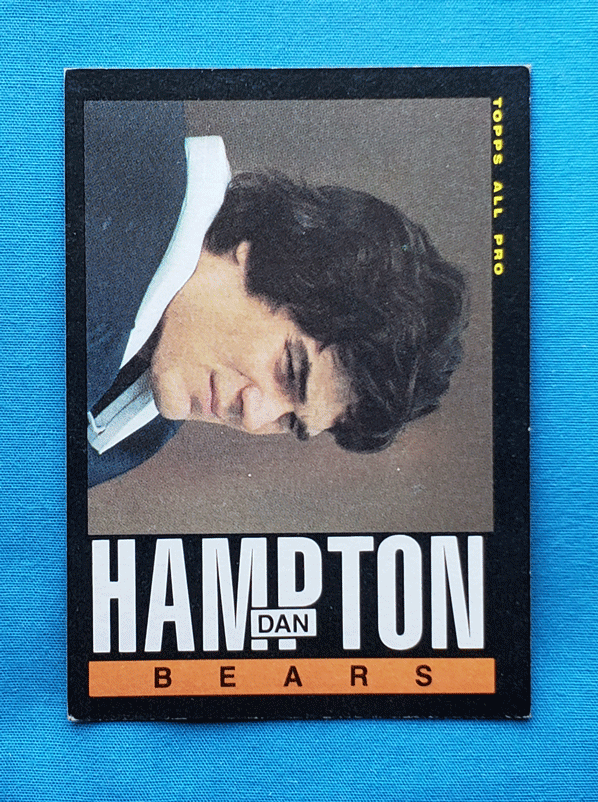 TOPPS ALL PRO
HAMPTON
DAN
BEARS